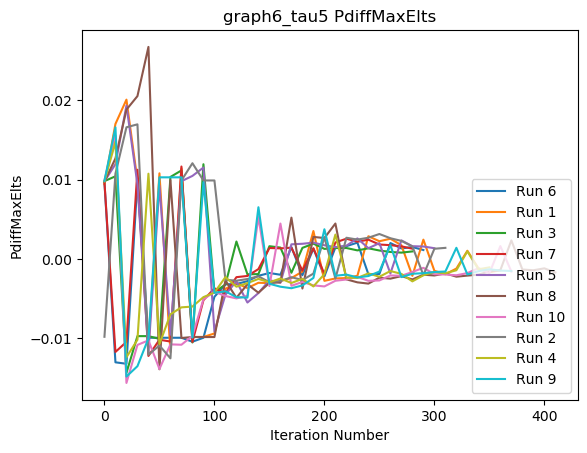 graph6_tau5 PdiffMaxElts
PdiffMaxElts
0.02
0.01
0.00
−0.01
0
100
200
300
400
Iteration Number
Run 6
Run 1
Run 3
Run 7
Run 5
Run 8
Run 10
Run 2
Run 4
Run 9